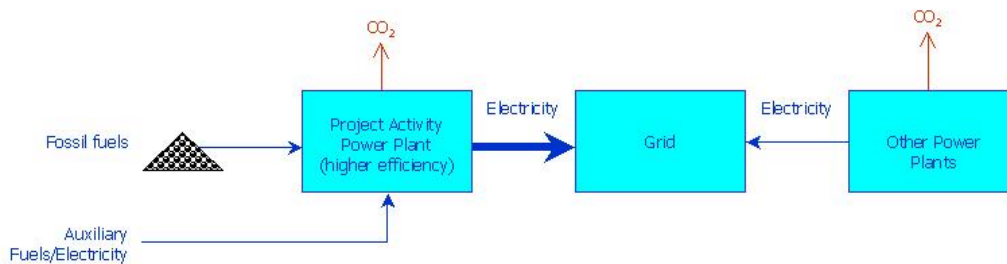 CO2
CO2
Electricity
Electricity
Fossil fuels
Project Activity
Power Plant
(higher efficiency)
Grid
Other Power
Plants
Auxiliary
Fuels/Electricity